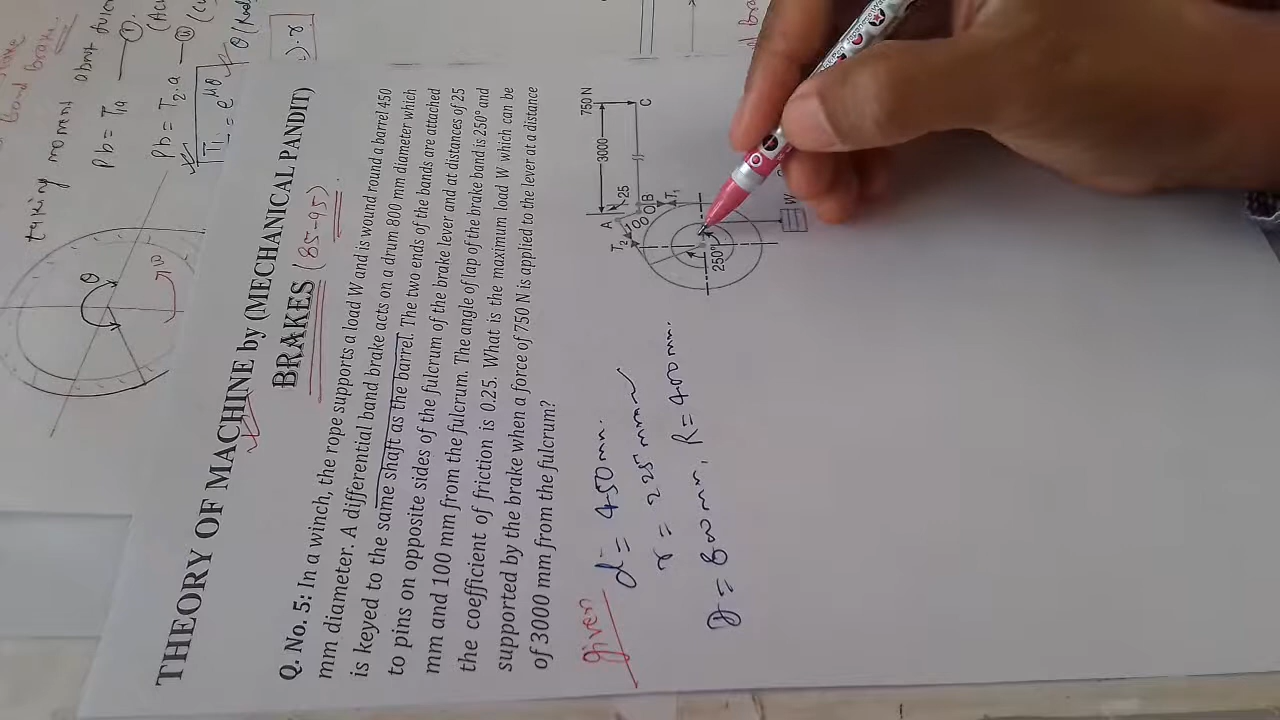 taking moment about
Pb = T₁a ①
Pb = T₂.a
T₁ = e^μθ
θ
THEORY OF MACHINE by (MECHANICAL PANDIT)
BRAKES (85-95)
Q. No. 5: In a winch, the rope supports a load W and is wound round a barrel 450
mm diameter. A differential band brake acts on a drum 800 mm diameter which
is keyed to the same shaft as the barrel. The two ends of the bands are attached
to pins on opposite sides of the fulcrum of the brake lever and at distances of 25
mm and 100 mm from the fulcrum. The angle of lap of the brake band is 250° and
the coefficient of friction is 0.25. What is the maximum load W which can be
supported by the brake when a force of 750 N is applied to the lever at a distance
of 3000 mm from the fulcrum?
given
d = 450 mm.
r = 225 mm
D = 800 mm, R = 400 mm.
750 N
3000
C
25
A
100
O
B
T₂
T₁
250°
W